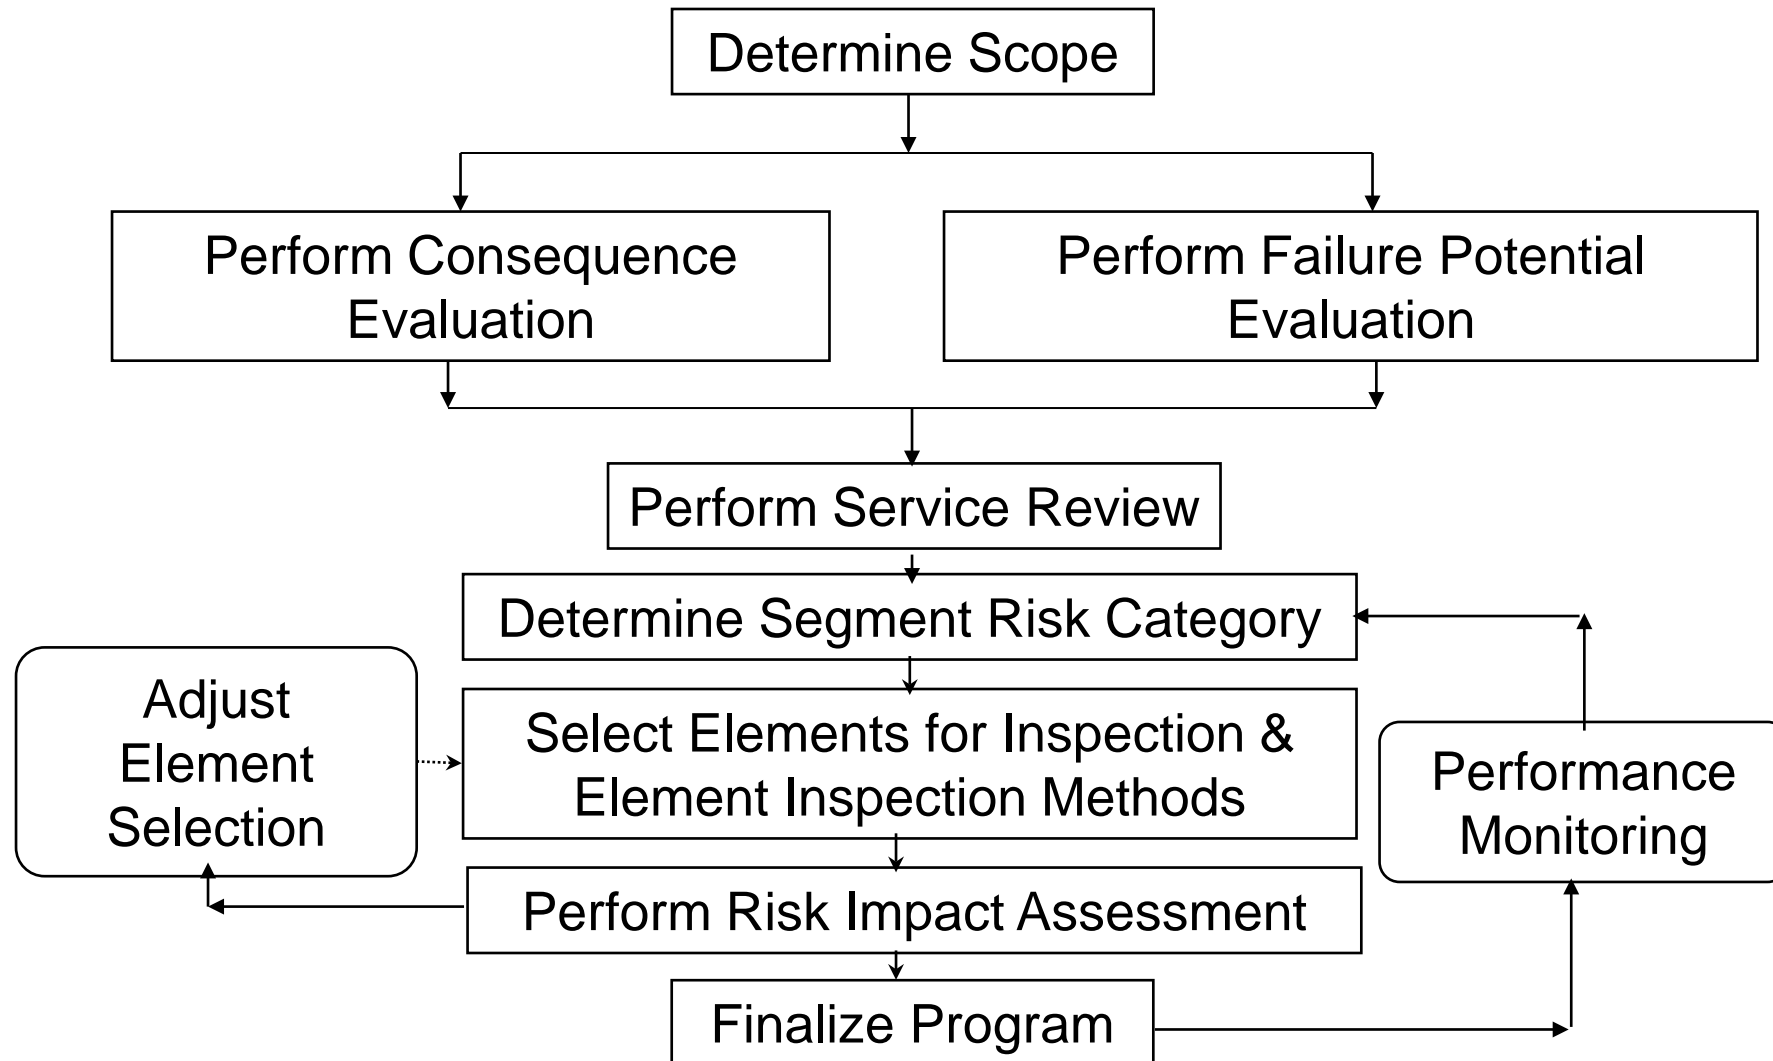 Determine Scope
Perform Consequence
Evaluation
Perform Failure Potential
Evaluation
Perform Service Review
Determine Segment Risk Category
Adjust
Element
Selection
Select Elements for Inspection &
Element Inspection Methods
Performance
Monitoring
Perform Risk Impact Assessment
Finalize Program